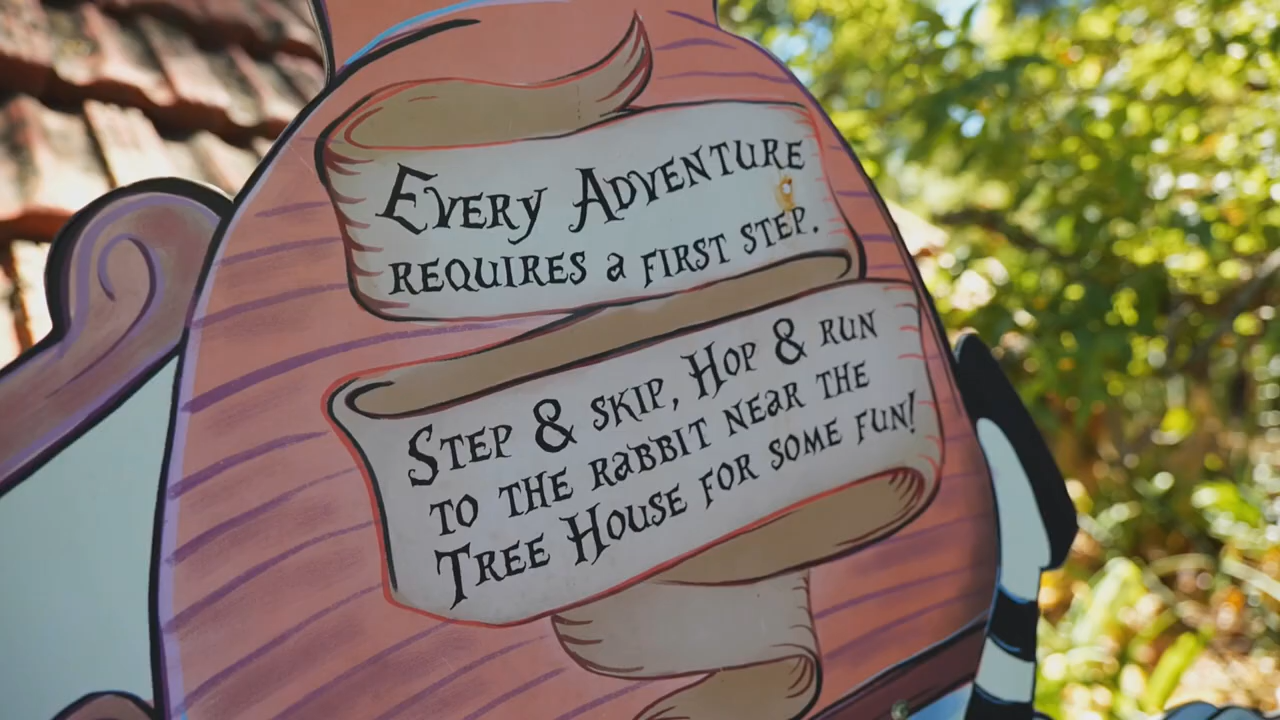 Every Adventure
requires a first step.
Step & skip, Hop & run
to the rabbit near the
Tree House for some fun!